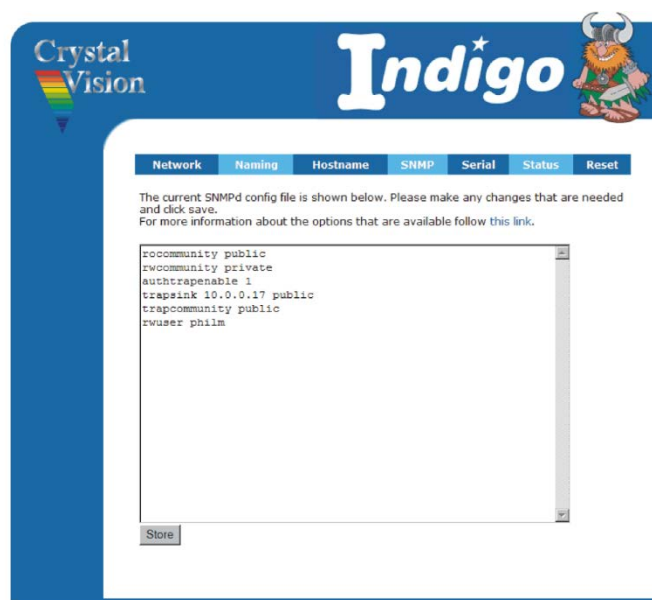 Crystal
Vision
Indigo
Network Naming Hostname SNMP Serial Status Reset
The current SNMPd config file is shown below. Please make any changes that are needed
and click save.
For more information about the options that are available follow this link.
rocommunity public
rwcommunity private
authtrapenable 1
trapsink 10.0.0.17 public
trapcommunity public
rwuser philm
Store